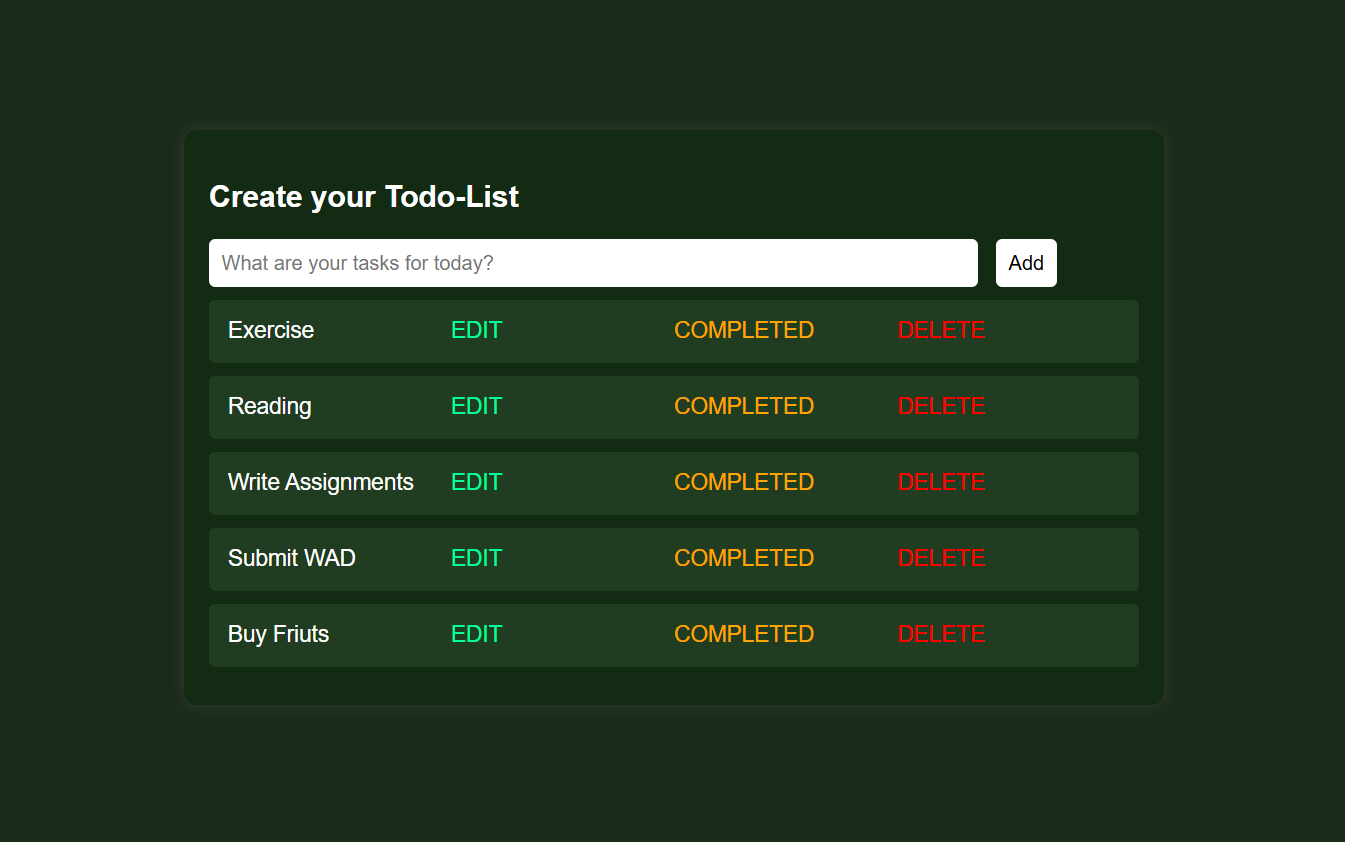 Create your Todo-List
What are your tasks for today? Add
Exercise EDIT COMPLETED DELETE
Reading EDIT COMPLETED DELETE
Write Assignments EDIT COMPLETED DELETE
Submit WAD EDIT COMPLETED DELETE
Buy Friuts EDIT COMPLETED DELETE